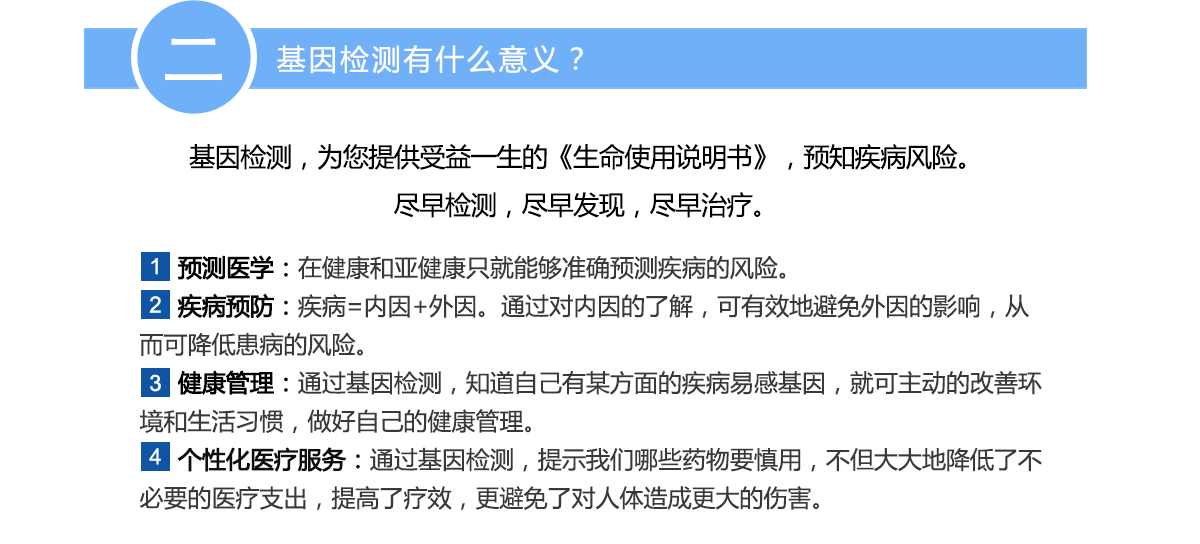 二
基因检测有什么意义？
基因检测，为您提供受益一生的《生命使用说明书》，预知疾病风险。
尽早检测，尽早发现，尽早治疗。
1 预测医学：在健康和亚健康只就能够准确预测疾病的风险。
2 疾病预防：疾病=内因+外因。通过对内因的了解，可有效地避免外因的影响，从
而可降低患病的风险。
3 健康管理：通过基因检测，知道自己有某方面的疾病易感基因，就可主动的改善环
境和生活习惯，做好自己的健康管理。
4 个性化医疗服务：通过基因检测，提示我们哪些药物要慎用，不但大大地降低了不
必要的医疗支出，提高了疗效，更避免了对人体造成更大的伤害。